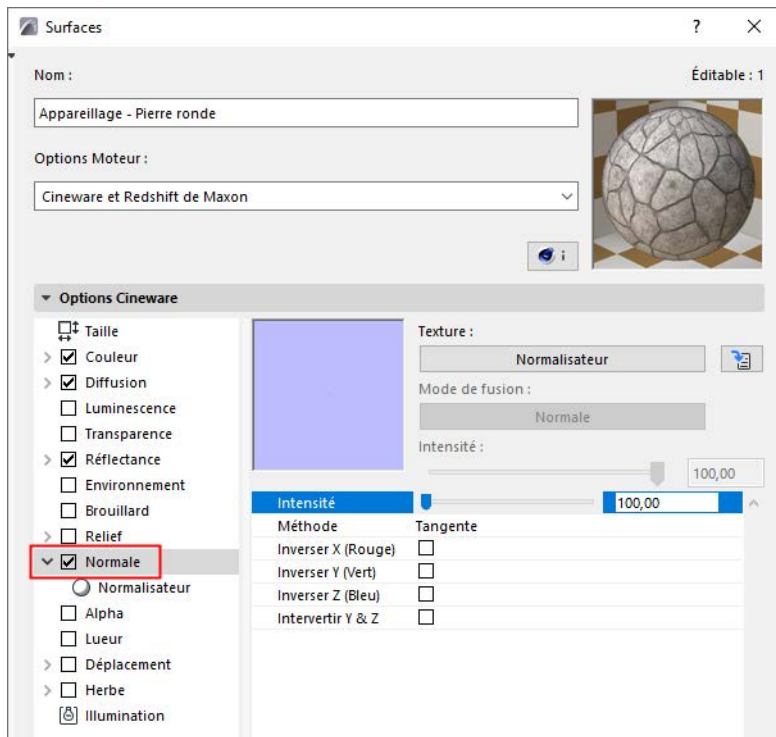 Surfaces
? X
Nom :
Éditable : 1
Appareillage - Pierre ronde
Options Moteur :
Cineware et Redshift de Maxon
i
Options Cineware
Taille
Couleur
Diffusion
Luminescence
Transparence
Réflectance
Environnement
Brouillard
Relief
Normale
Normalisateur
Alpha
Lueur
Déplacement
Herbe
Illumination
Texture :
Normalisateur
Mode de fusion :
Normale
Intensité :
100,00
Intensité 100,00
Méthode Tangente
Inverser X (Rouge)
Inverser Y (Vert)
Inverser Z (Bleu)
Intervertir Y & Z